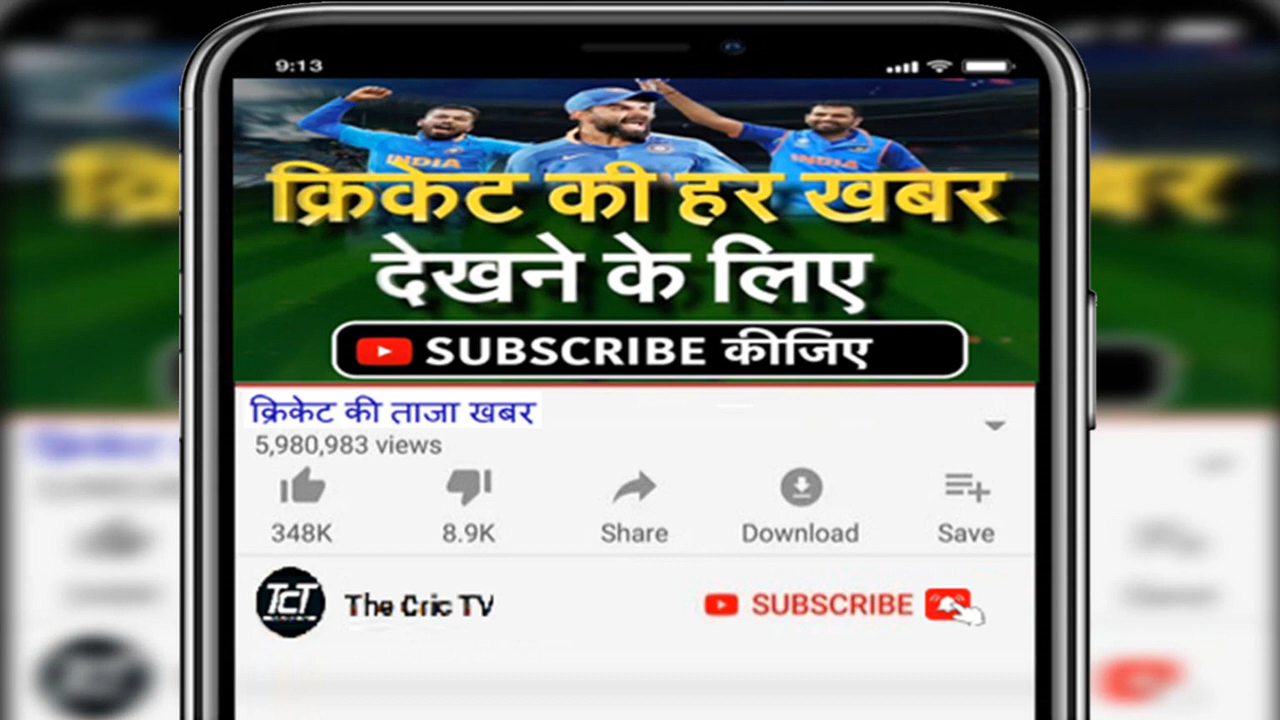 9:13
INDIA
INDIA
क्रिकेट की हर खबर
देखने के लिए
SUBSCRIBE कीजिए
क्रिकेट की ताजा खबर
5,980,983 views
348K
8.9K
Share
Download
Save
TCT
The Cric TV
SUBSCRIBE